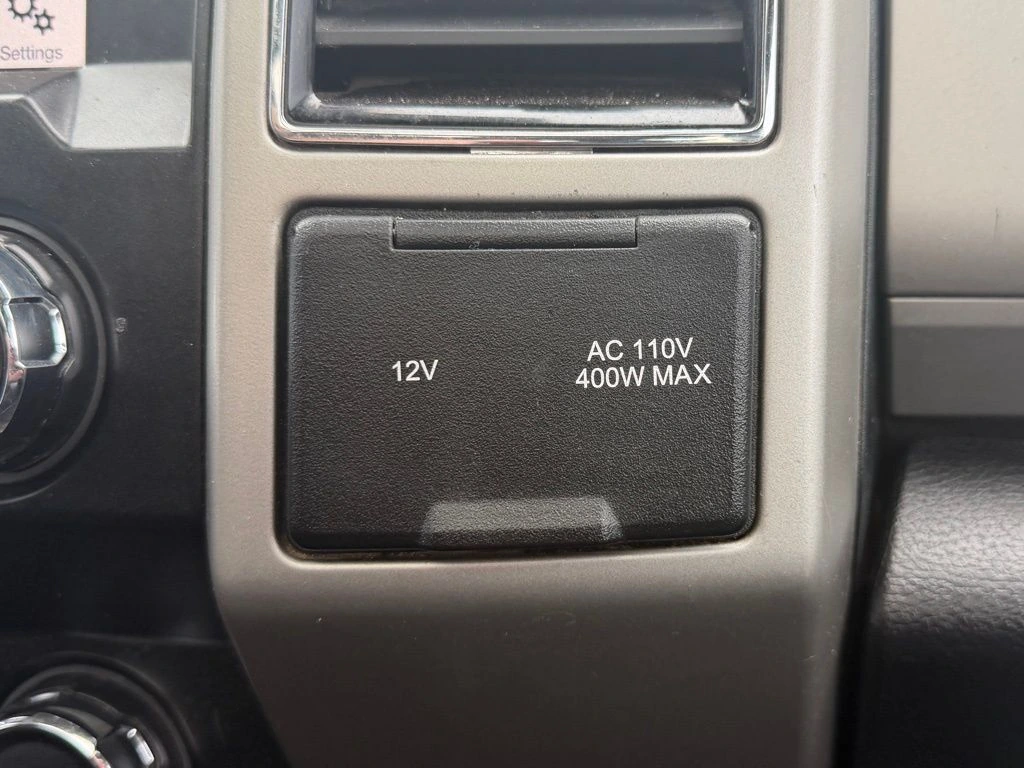 Settings
12V
AC 110V
400W MAX